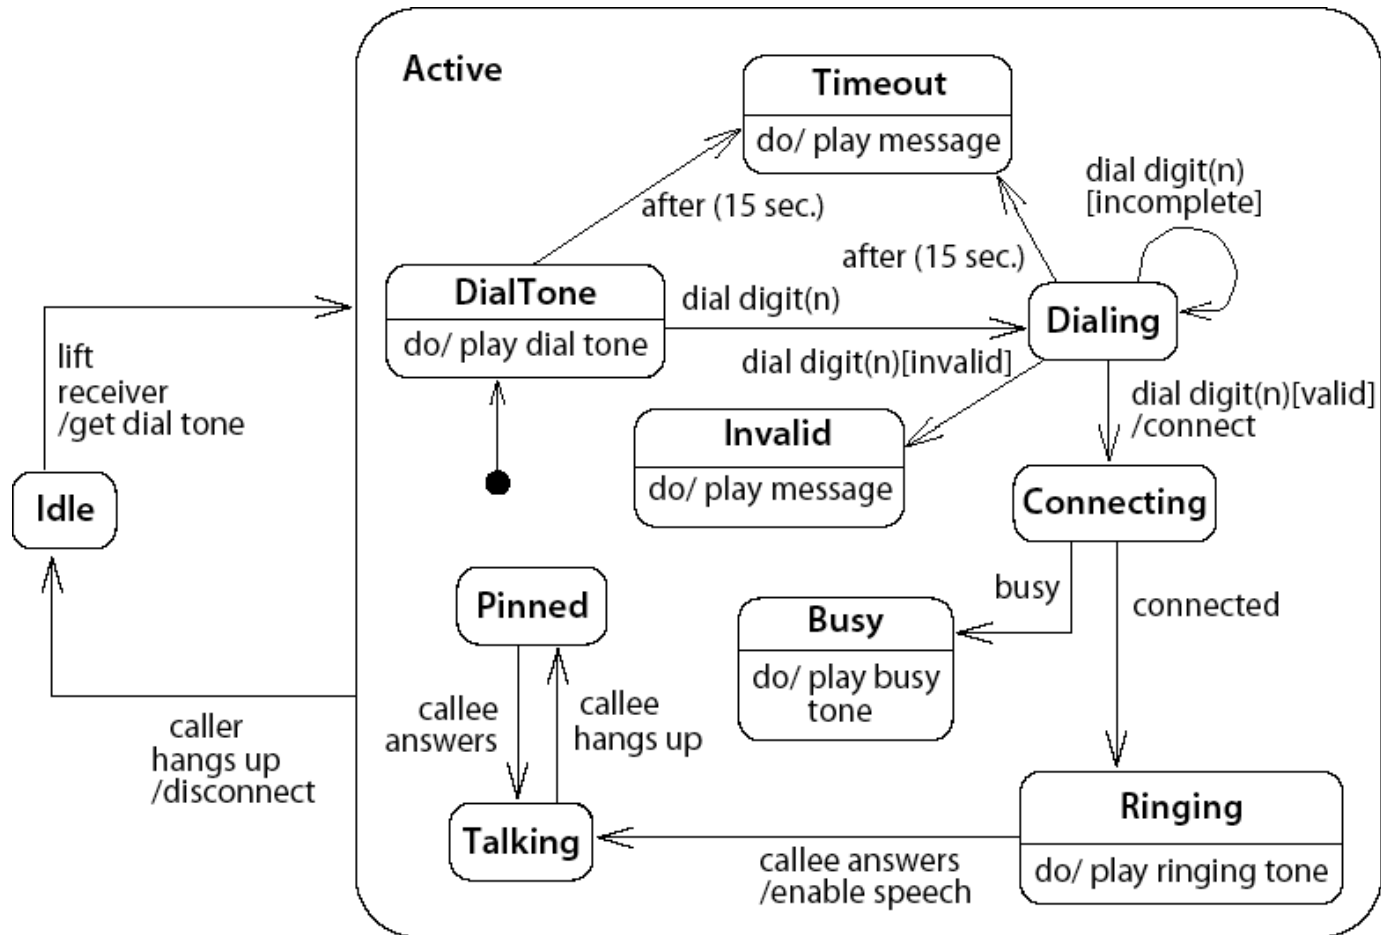 Active
Timeout
do/ play message
dial digit(n)
[incomplete]
after (15 sec.)
after (15 sec.)
DialTone
do/ play dial tone
dial digit(n)
Dialing
lift
receiver
/get dial tone
dial digit(n)[invalid]
dial digit(n)[valid]
/connect
Invalid
do/ play message
Idle
Connecting
Pinned
busy
connected
Busy
do/ play busy
tone
callee
answers
callee
hangs up
caller
hangs up
/disconnect
Talking
Ringing
do/ play ringing tone
callee answers
/enable speech